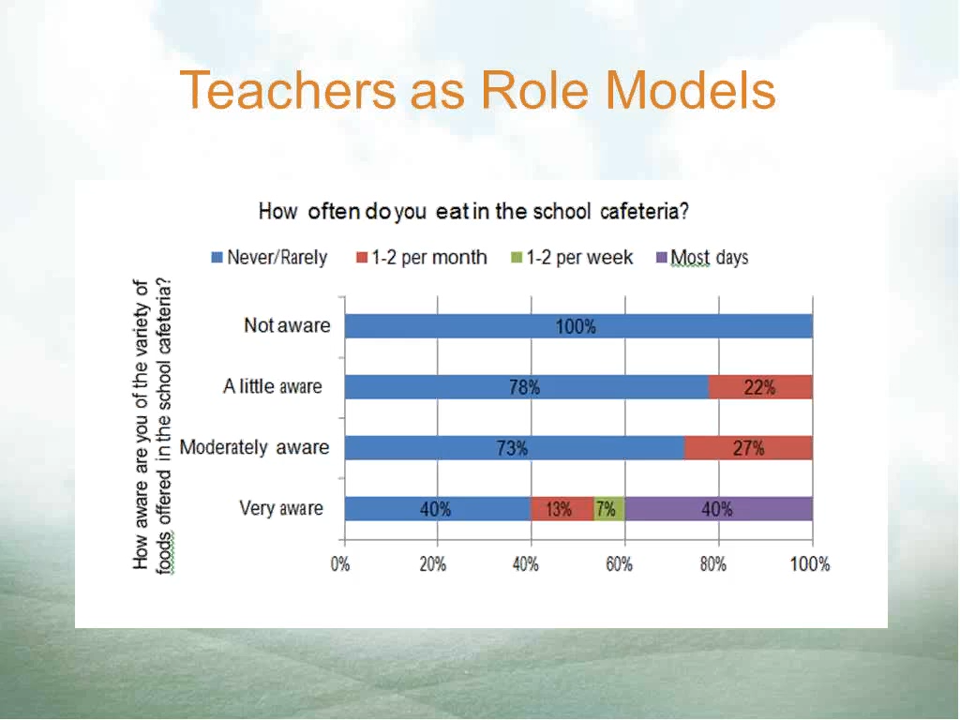 Teachers as Role Models
How often do you eat in the school cafeteria?
Never/Rarely 1-2 per month 1-2 per week Most days
How aware are you of the variety of
foods offered in the school cafeteria?
Not aware 100%
A little aware 78% 22%
Moderately aware 73% 27%
Very aware 40% 13% 7% 40%
0% 20% 40% 60% 80% 100%